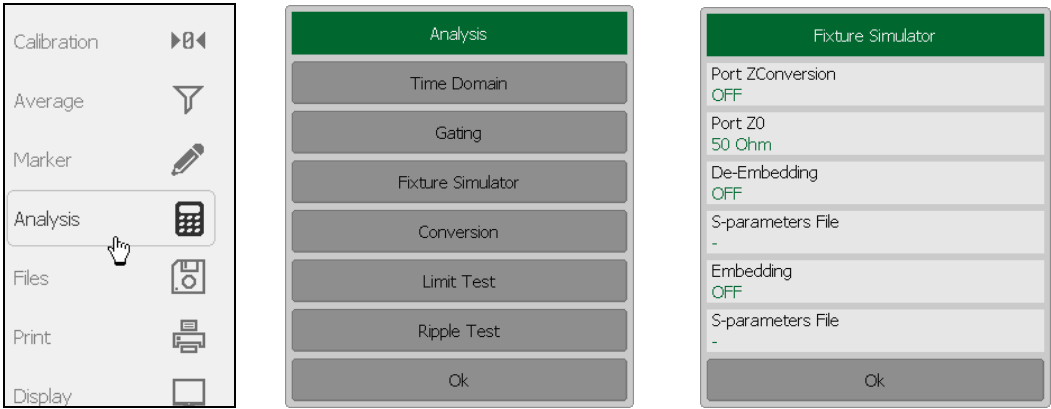 Calibration
Average
Marker
Analysis
Files
Print
Display
Analysis
Time Domain
Gating
Fixture Simulator
Conversion
Limit Test
Ripple Test
Ok
Fixture Simulator
Port ZConversion
OFF
Port Z0
50 Ohm
De-Embedding
OFF
S-parameters File
-
Embedding
OFF
S-parameters File
-
Ok